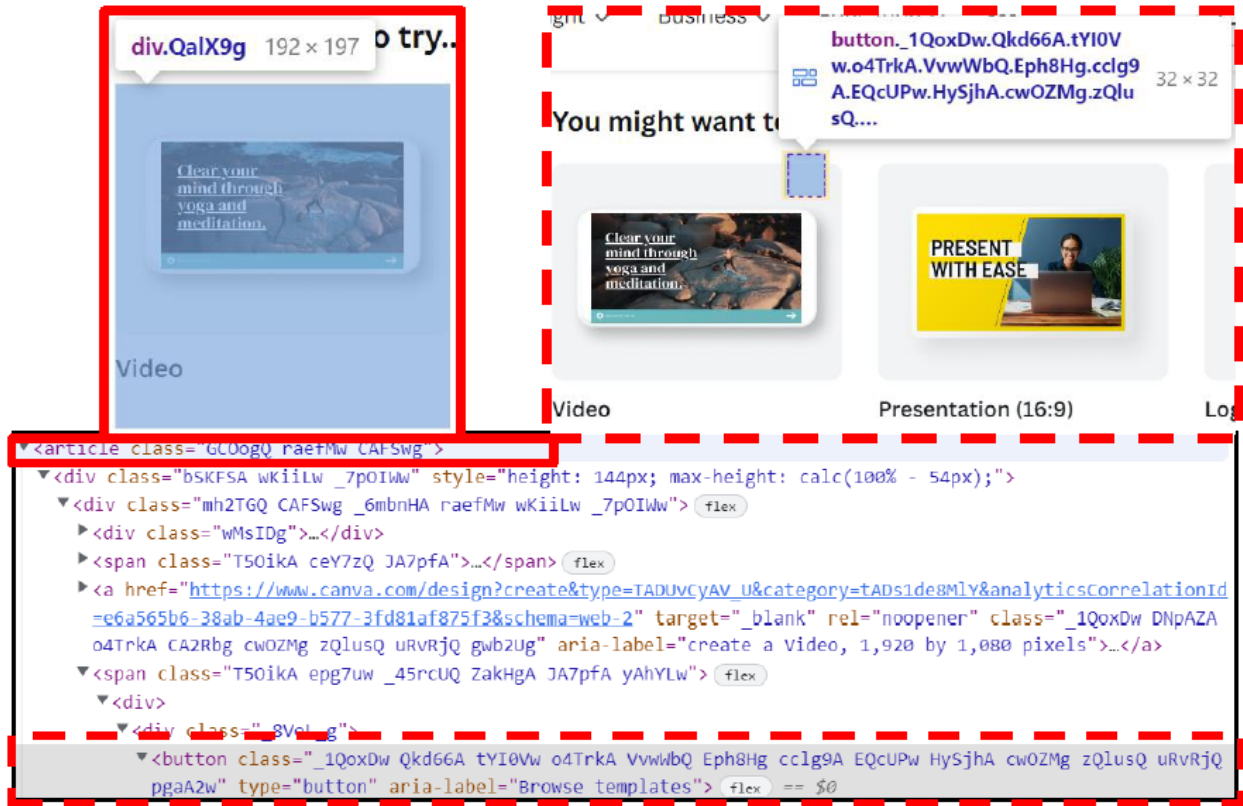 div.QalX9g 192 × 197
o try..
Clear your
mind through
yoga and
meditation.
Video
ght
Business
button._1QoxDw.Qkd66A.tYI0V
w.o4TrkA.VvwWbQ.Eph8Hg.cclg9
A.EQcUPw.HySjhA.cwOZMg.zQlu
sQ....
32 × 32
You might want to
Clear your
mind through
yoga and
meditation.
PRESENT
WITH EASE
Video
Presentation (16:9)
Log
<article class="GCOogQ raefMw CAFSwg">
<div class="bSKFSA wKiiLw _7pOIWw" style="height: 144px; max-height: calc(100% - 54px);">
<div class="mh2TGQ CAFSwg _6mbnHA raefMw wKiiLw _7pOIWw"> flex
<div class="wMsIDg">…</div>
<span class="T5OikA ceY7zQ JA7pfA">…</span> flex
<a href="https://www.canva.com/design?create&type=TADUvCyAV_U&category=tADs1de8MlY&analyticsCorrelationId
=e6a565b6-38ab-4ae9-b577-3fd81af875f3&schema=web-2" target="_blank" rel="noopener" class="_1QoxDw DNpAZA
o4TrkA CA2Rbg cwOZMg zQlusQ uRvRjQ gwb2Ug" aria-label="create a Video, 1,920 by 1,080 pixels">…</a>
<span class="T5OikA epg7uw _45rcUQ ZakHgA JA7pfA yAhYLw"> flex
<div>
<div class="_8VoL_g">
<button class="_1QoxDw Qkd66A tYI0Vw o4TrkA VvwWbQ Eph8Hg cclg9A EQcUPw HySjhA cwOZMg zQlusQ uRvRjQ
pgaA2w" type="button" aria-label="Browse templates"> flex == $0